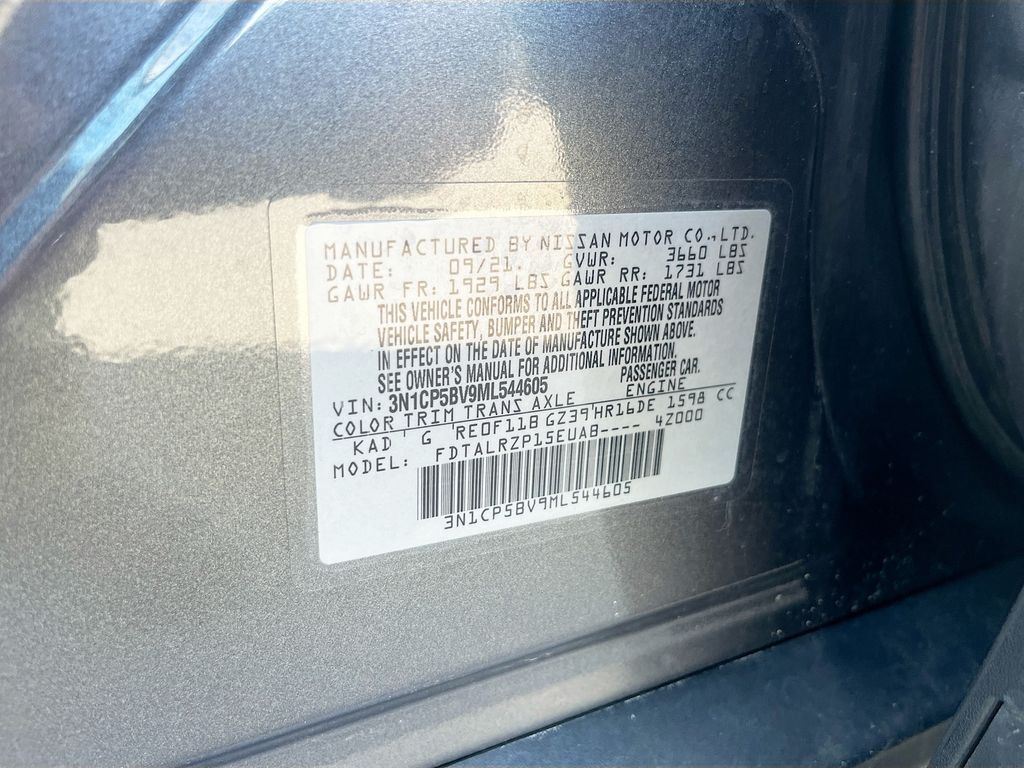 MANUFACTURED BY NISSAN MOTOR CO.,LTD.
DATE: 09/21. GVWR: 3660 LBS
GAWR FR: 1929 LBS GAWR RR: 1731 LBS
THIS VEHICLE CONFORMS TO ALL APPLICABLE FEDERAL MOTOR
VEHICLE SAFETY, BUMPER AND THEFT PREVENTION STANDARDS
IN EFFECT ON THE DATE OF MANUFACTURE SHOWN ABOVE.
SEE OWNER'S MANUAL FOR ADDITIONAL INFORMATION.
VIN: 3N1CP5BV9ML544605 PASSENGER CAR.
COLOR TRIM TRANS AXLE ENGINE
KAD G RE0F11B GZ39 HR16DE 1598 CC
MODEL: FDTALRZP15EUAB---- 4Z000
3N1CP5BV9ML544605